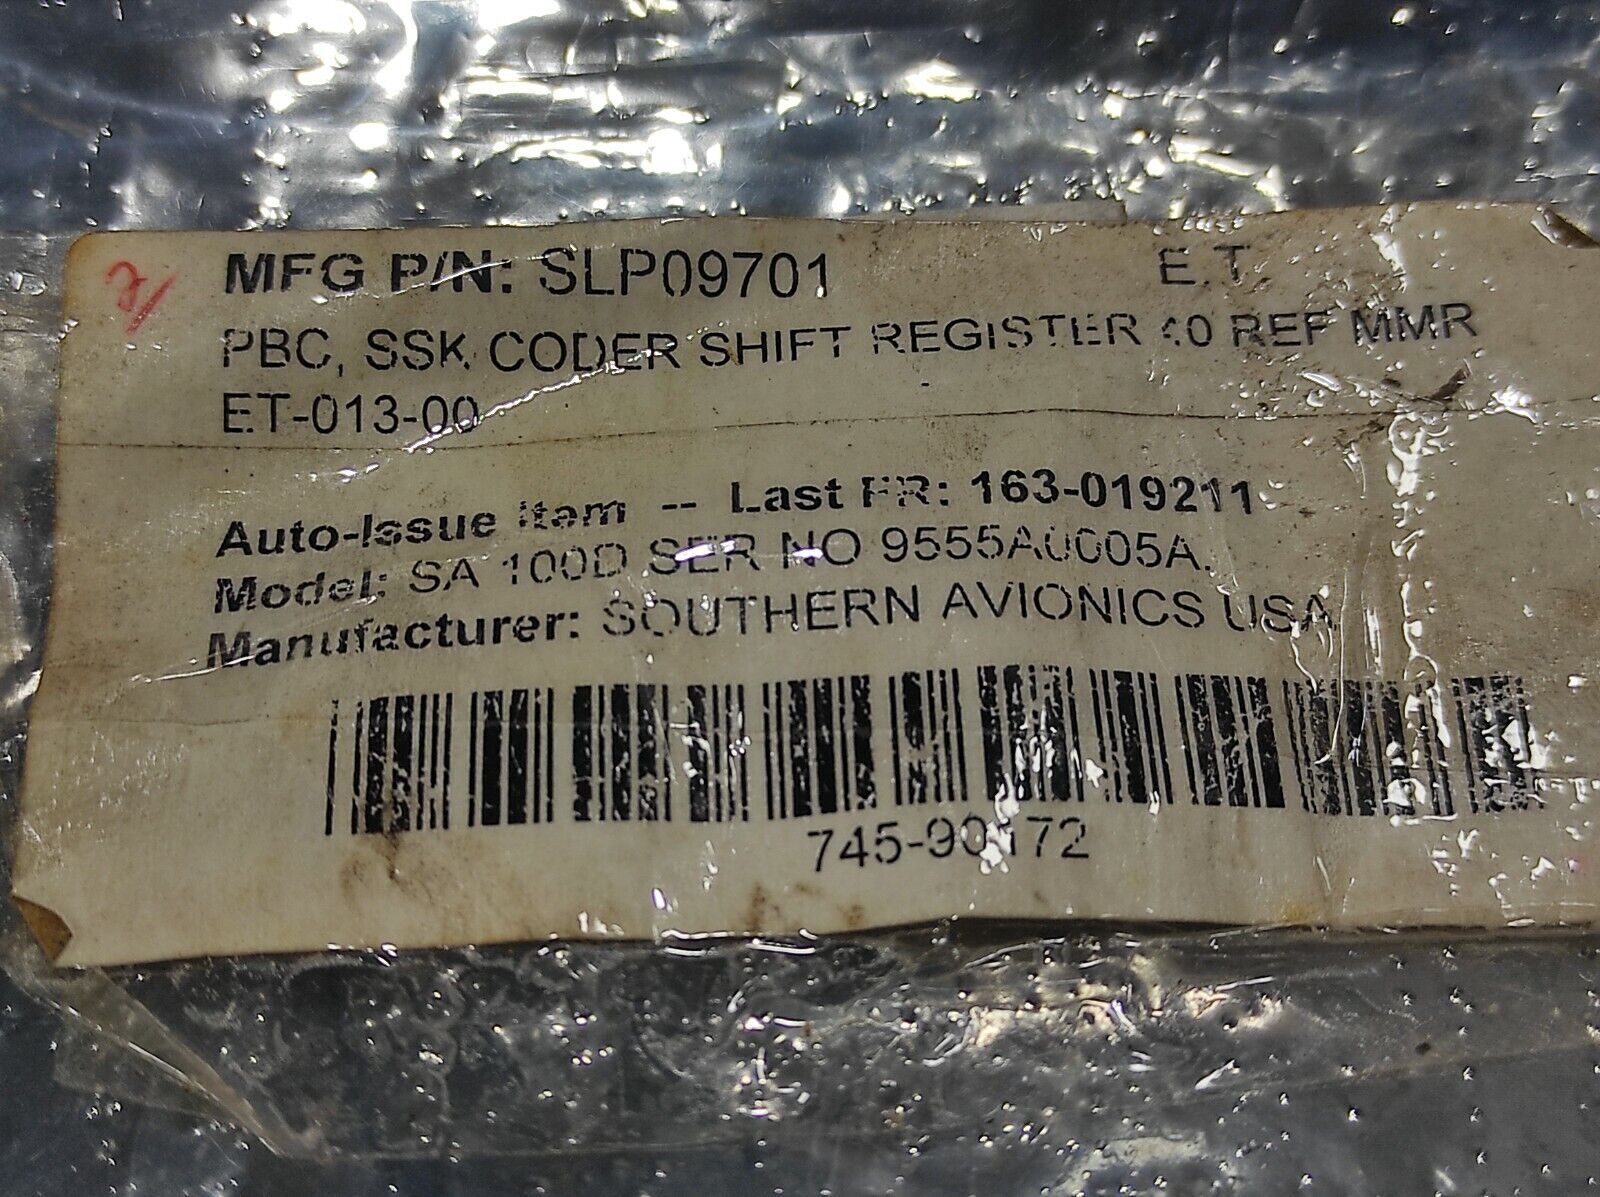 MFG P/N: SLP09701 E.T.
PBC, SSK CODER SHIFT REGISTER 40 REF MMR
ET-013-00
Auto-Issue Item -- Last PR: 163-019211
Model: SA 100D SER NO 9555A0005A.
Manufacturer: SOUTHERN AVIONICS USA
745-90172